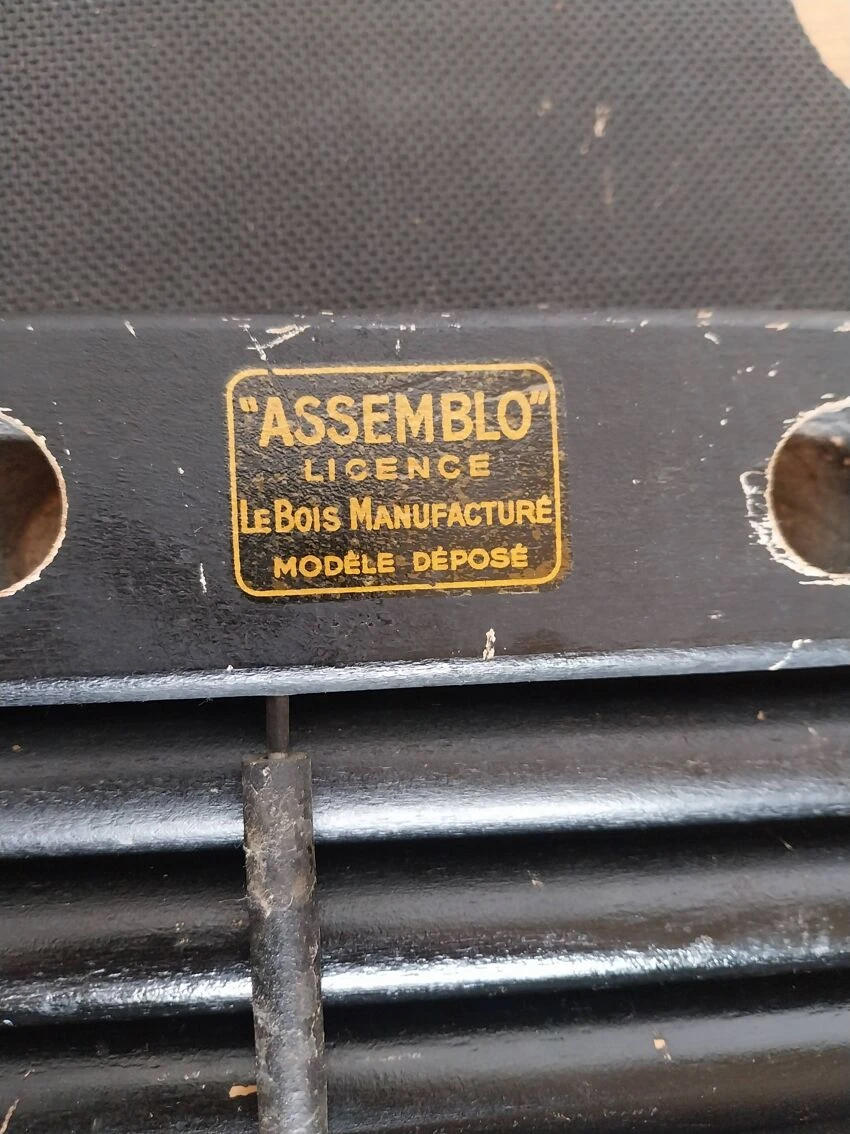 "ASSEMBLO"
LICENCE
LE BOIS MANUFACTURÉ
MODÈLE DÉPOSÉ